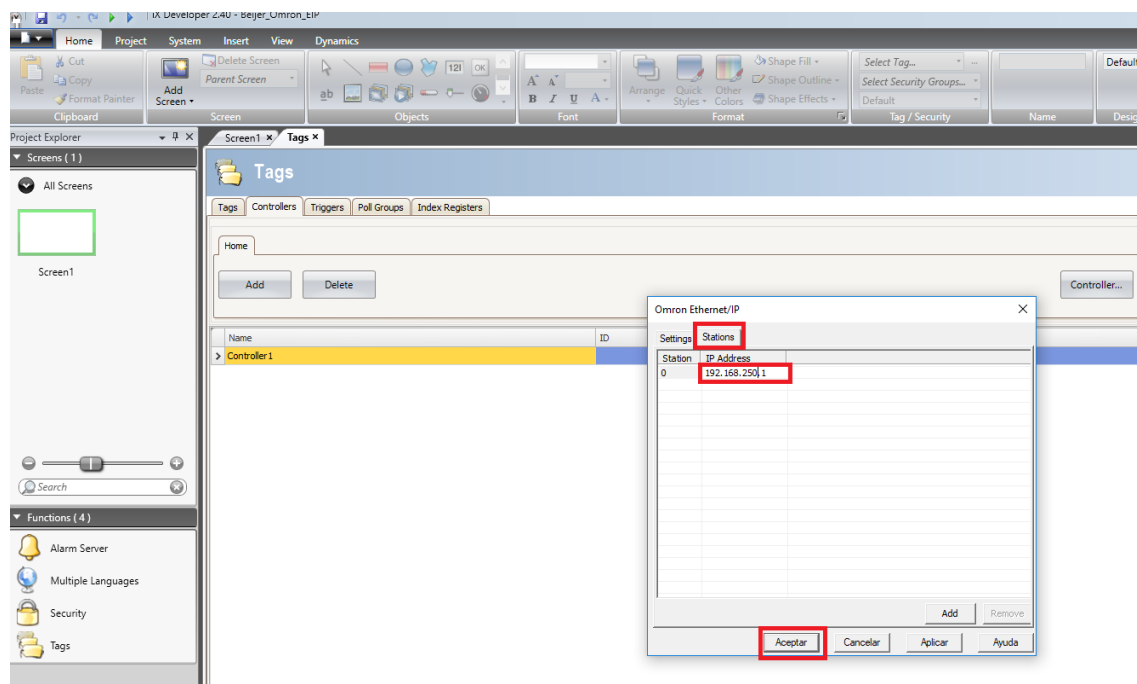 iX Developer 2.40 - Beijer_Omron_EIP
Home Project System Insert View Dynamics
Paste
Cut
Copy
Format Painter
Clipboard
Add
Screen
Delete Screen
Parent Screen
Screen
ab
121
OK
Objects
A A
B I U A
Font
Arrange
Quick
Styles
Other
Colors
Shape Fill
Shape Outline
Shape Effects
Format
Select Tag... ...
Select Security Groups...
Default
Tag / Security
Name
Default
Desig
Project Explorer
Screens ( 1 )
All Screens
Screen1
Search
Functions ( 4 )
Alarm Server
Multiple Languages
Security
Tags
Screen1 Tags
Tags
Tags Controllers Triggers Poll Groups Index Registers
Home
Add Delete Controller...
Name ID
Controller1
Omron Ethernet/IP
Settings Stations
Station IP Address
0 192.168.250.1
Add Remove
Aceptar Cancelar Aplicar Ayuda